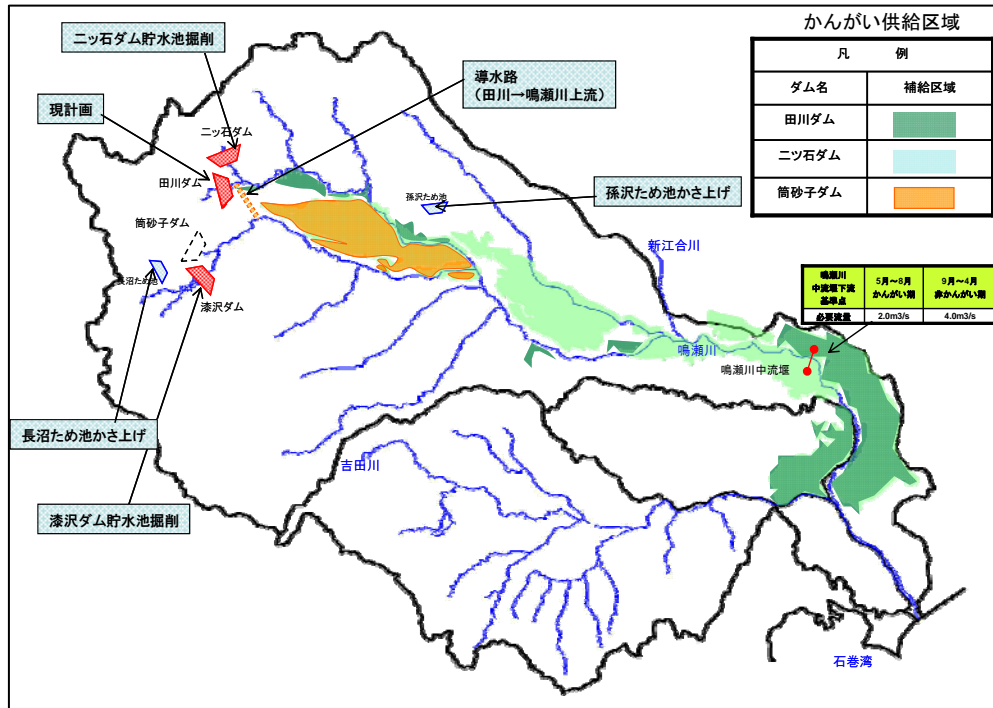 かんがい供給区域
凡 例
ダム名 補給区域
田川ダム
二ッ石ダム
筒砂子ダム
二ッ石ダム貯水池掘削
導水路
（田川→鳴瀬川上流）
現計画
二ッ石ダム
田川ダム
孫沢ため池
孫沢ため池かさ上げ
筒砂子ダム
新江合川
長沼ため池
漆沢ダム
鳴瀬川
中流堰下流
基準点
5月～8月
かんがい期
9月～4月
非かんがい期
必要流量 2.0m3/s 4.0m3/s
鳴瀬川
鳴瀬川中流堰
長沼ため池かさ上げ
吉田川
漆沢ダム貯水池掘削
石巻湾